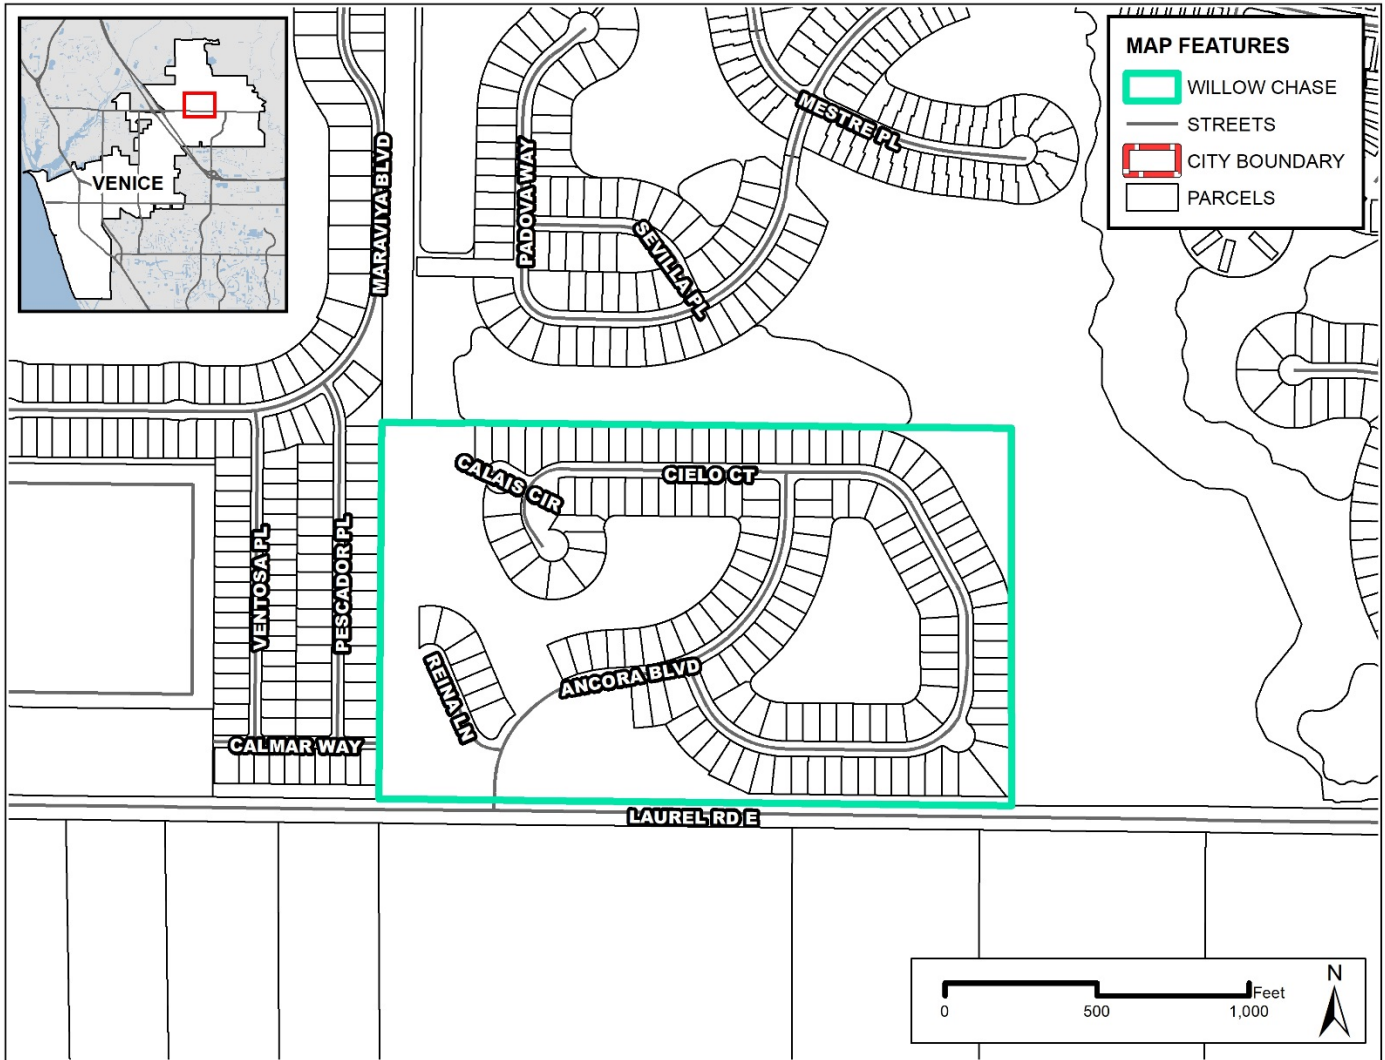 VENICE
MAP FEATURES
WILLOW CHASE
STREETS
CITY BOUNDARY
PARCELS
MARAVIYA BLVD
PADOVA WAY
SEVILLA PL
MESTRE PL
CALAIS CIR
CIELO CT
VENTOSA PL
PESCADOR PL
REINA LN
ANCORA BLVD
CALMAR WAY
LAUREL RD E
N
Feet
0 500 1,000